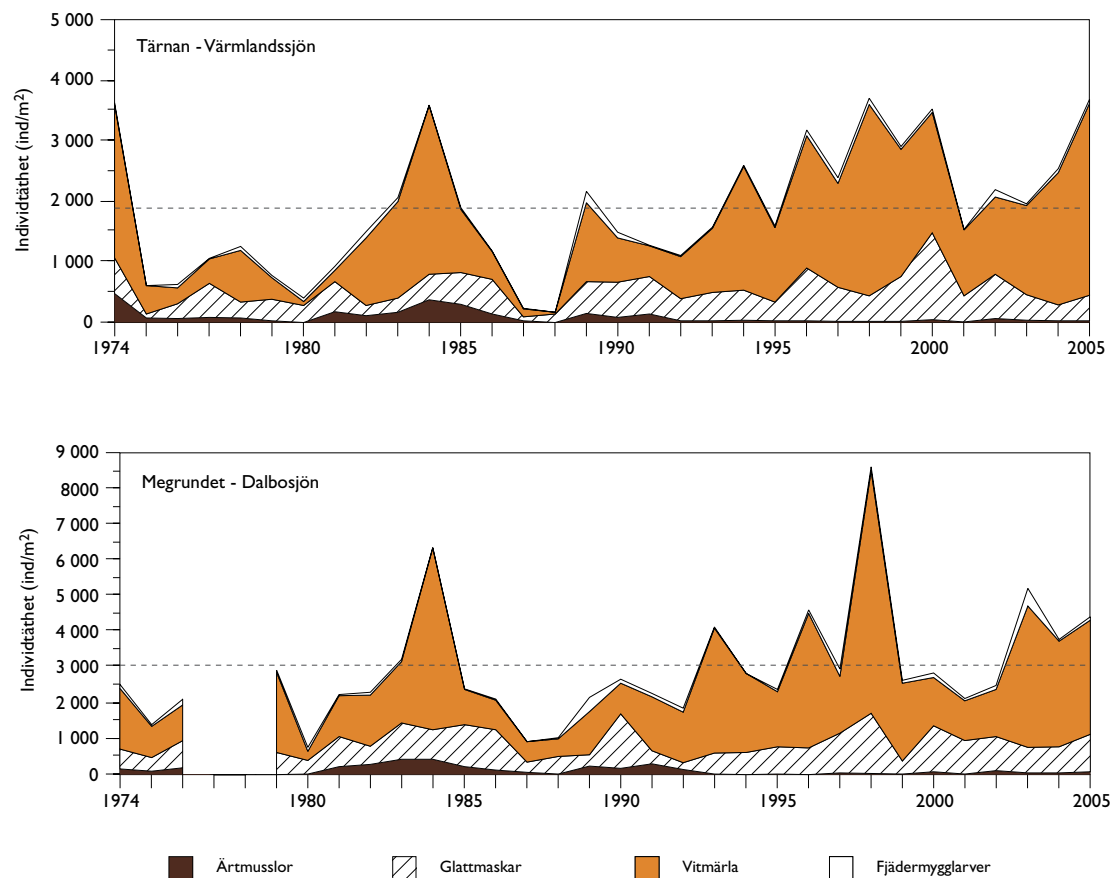 Tärnan - Värmlandssjön
Individtäthet (ind/m²)
5 000
4 000
3 000
2 000
1 000
0
1974 1980 1985 1990 1995 2000 2005
Megrundet - Dalbosjön
Individtäthet (ind/m²)
9 000
8000
7 000
6 000
5 000
4 000
3 000
2 000
1 000
0
1974 1980 1985 1990 1995 2000 2005
Ärtmusslor Glattmaskar Vitmärla Fjädermygglarver